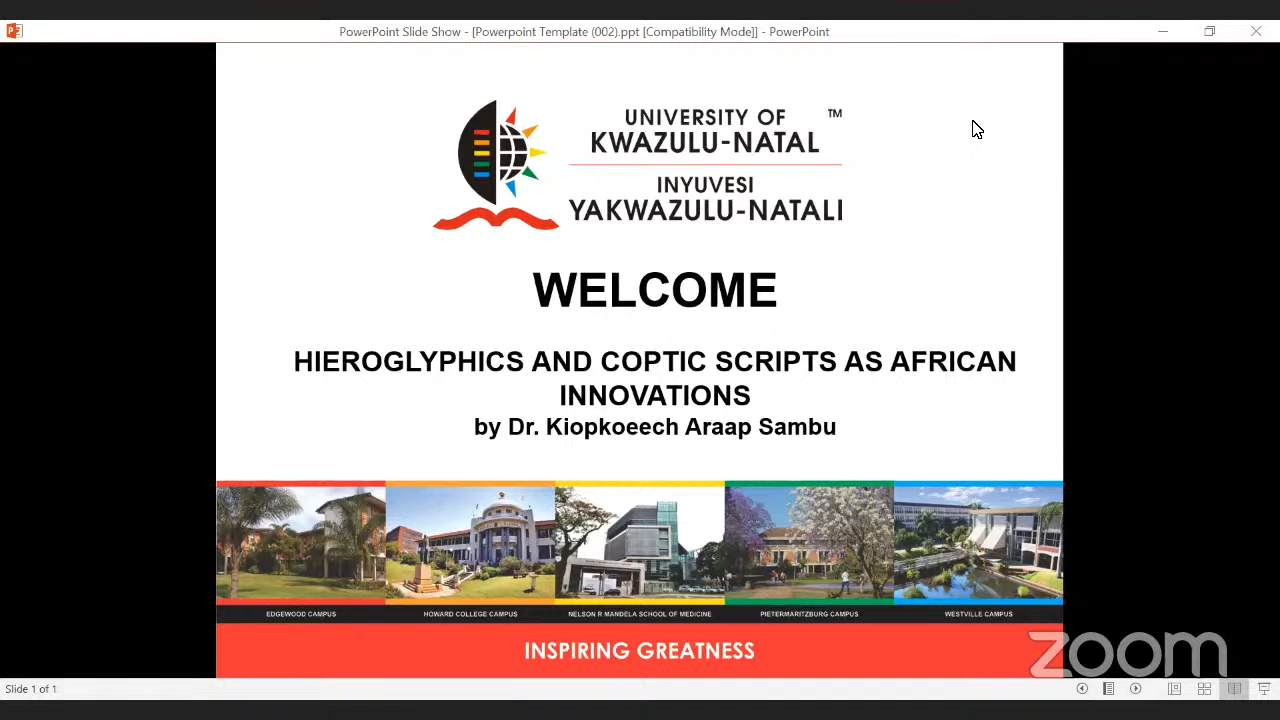 PowerPoint Slide Show - [Powerpoint Template (002).ppt [Compatibility Mode]] - PowerPoint
UNIVERSITY OF
KWAZULU-NATAL
TM
INYUVESI
YAKWAZULU-NATALI
WELCOME
HIEROGLYPHICS AND COPTIC SCRIPTS AS AFRICAN
INNOVATIONS
by Dr. Kiopkoeech Araap Sambu
EDGEWOOD CAMPUS
HOWARD COLLEGE CAMPUS
NELSON R MANDELA SCHOOL OF MEDICINE
PIETERMARITZBURG CAMPUS
WESTVILLE CAMPUS
INSPIRING GREATNESS
zoom
Slide 1 of 1